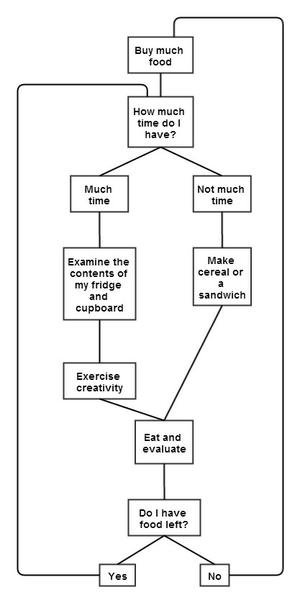 Buy much
food
How much
time do I
have?
Much
time
Not much
time
Examine the
contents of
my fridge
and
cupboard
Make
cereal or
a
sandwich
Exercise
creativity
Eat and
evaluate
Do I have
food left?
Yes
No